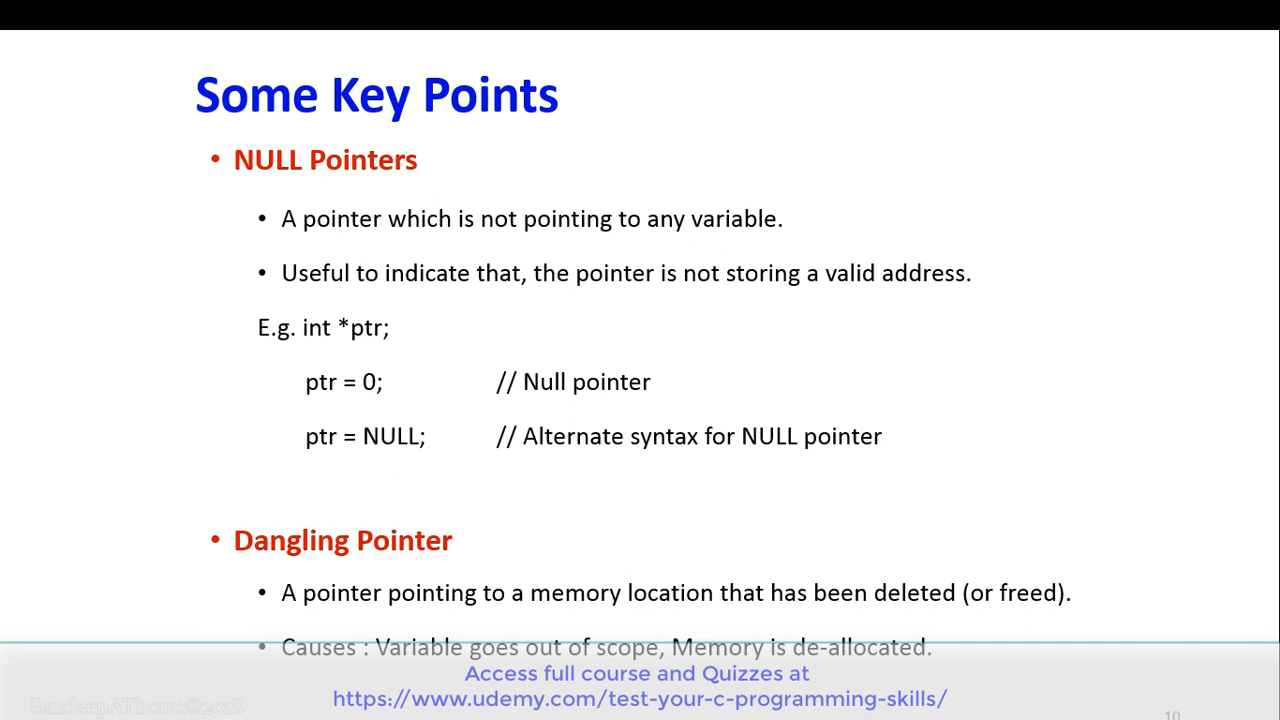 Some Key Points
• NULL Pointers
• A pointer which is not pointing to any variable.
• Useful to indicate that, the pointer is not storing a valid address.
E.g. int *ptr;
ptr = 0; // Null pointer
ptr = NULL; // Alternate syntax for NULL pointer
• Dangling Pointer
• A pointer pointing to a memory location that has been deleted (or freed).
• Causes : Variable goes out of scope, Memory is de-allocated.
Access full course and Quizzes at
https://www.udemy.com/test-your-c-programming-skills/
SandeepAThorat©2018
10